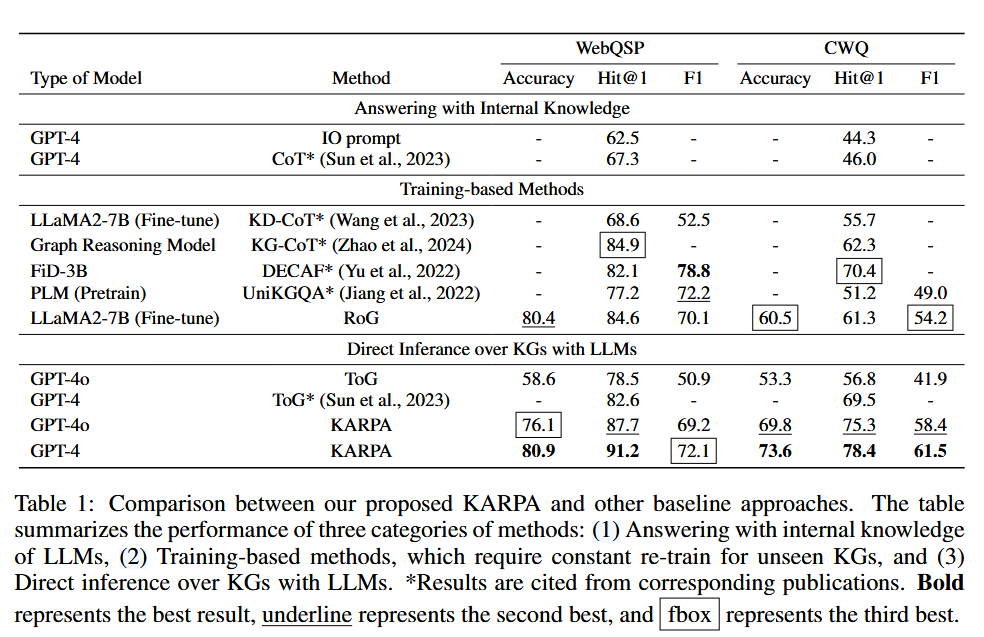 WebQSP CWQ
Type of Model Method Accuracy Hit@1 F1 Accuracy Hit@1 F1
Answering with Internal Knowledge
GPT-4 IO prompt - 62.5 - - 44.3 -
GPT-4 CoT* (Sun et al., 2023) - 67.3 - - 46.0 -
Training-based Methods
LLaMA2-7B (Fine-tune) KD-CoT* (Wang et al., 2023) - 68.6 52.5 - 55.7 -
Graph Reasoning Model KG-CoT* (Zhao et al., 2024) - 84.9 - - 62.3 -
FiD-3B DECAF* (Yu et al., 2022) - 82.1 78.8 - 70.4 -
PLM (Pretrain) UniKGQA* (Jiang et al., 2022) - 77.2 72.2 - 51.2 49.0
LLaMA2-7B (Fine-tune) RoG 80.4 84.6 70.1 60.5 61.3 54.2
Direct Inferance over KGs with LLMs
GPT-4o ToG 58.6 78.5 50.9 53.3 56.8 41.9
GPT-4 ToG* (Sun et al., 2023) - 82.6 - - 69.5 -
GPT-4o KARPA 76.1 87.7 69.2 69.8 75.3 58.4
GPT-4 KARPA 80.9 91.2 72.1 73.6 78.4 61.5
Table 1: Comparison between our proposed KARPA and other baseline approaches. The table
summarizes the performance of three categories of methods: (1) Answering with internal knowledge
of LLMs, (2) Training-based methods, which require constant re-train for unseen KGs, and (3)
Direct inference over KGs with LLMs. *Results are cited from corresponding publications. Bold
represents the best result, underline represents the second best, and fbox represents the third best.